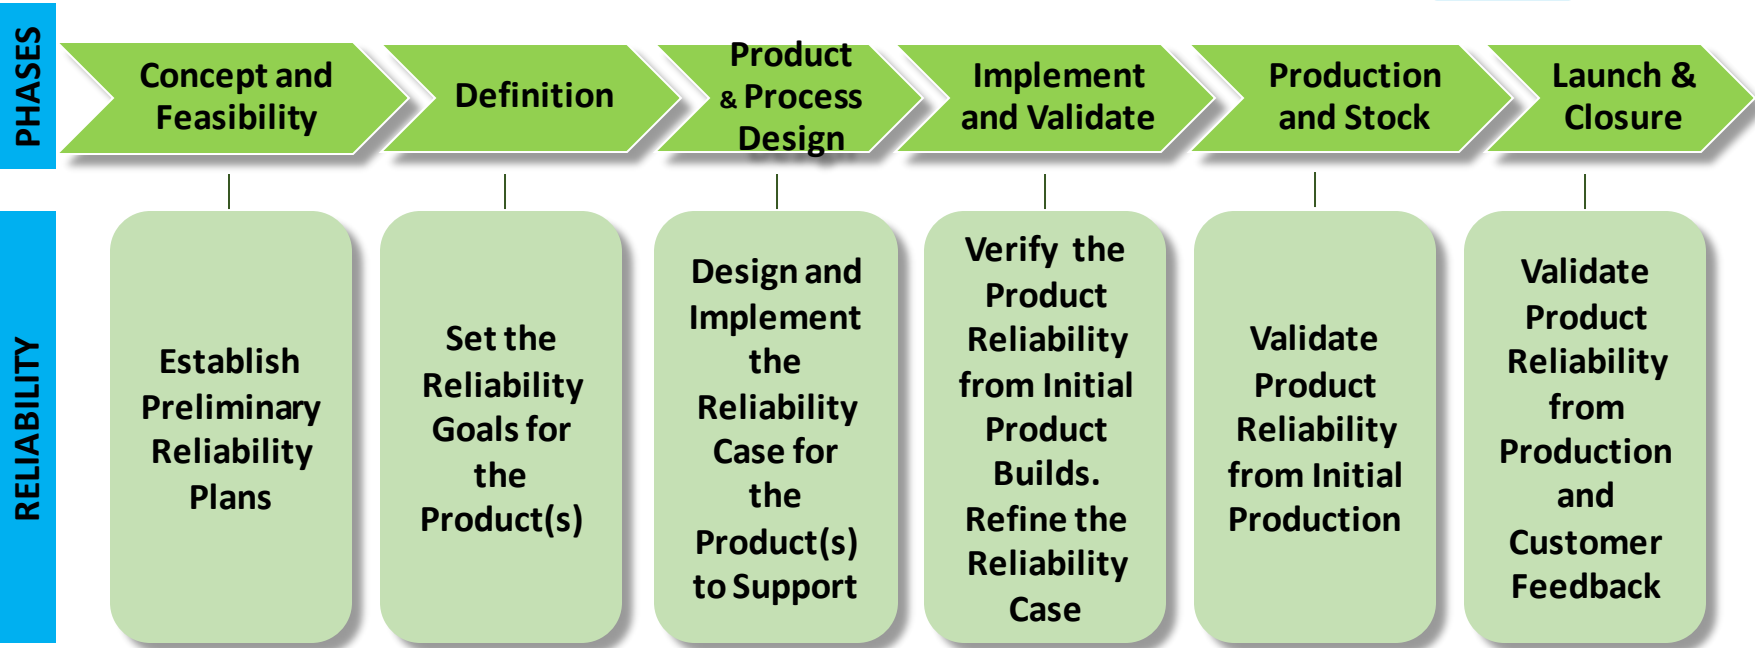 PHASES
Concept and
Feasibility
Definition
Product
& Process
Design
Implement
and Validate
Production
and Stock
Launch &
Closure
RELIABILITY
Establish
Preliminary
Reliability
Plans
Set the
Reliability
Goals for
the
Product(s)
Design and
Implement
the
Reliability
Case for
the
Product(s)
to Support
Verify the
Product
Reliability
from Initial
Product
Builds.
Refine the
Reliability
Case
Validate
Product
Reliability
from Initial
Production
Validate
Product
Reliability
from
Production
and
Customer
Feedback